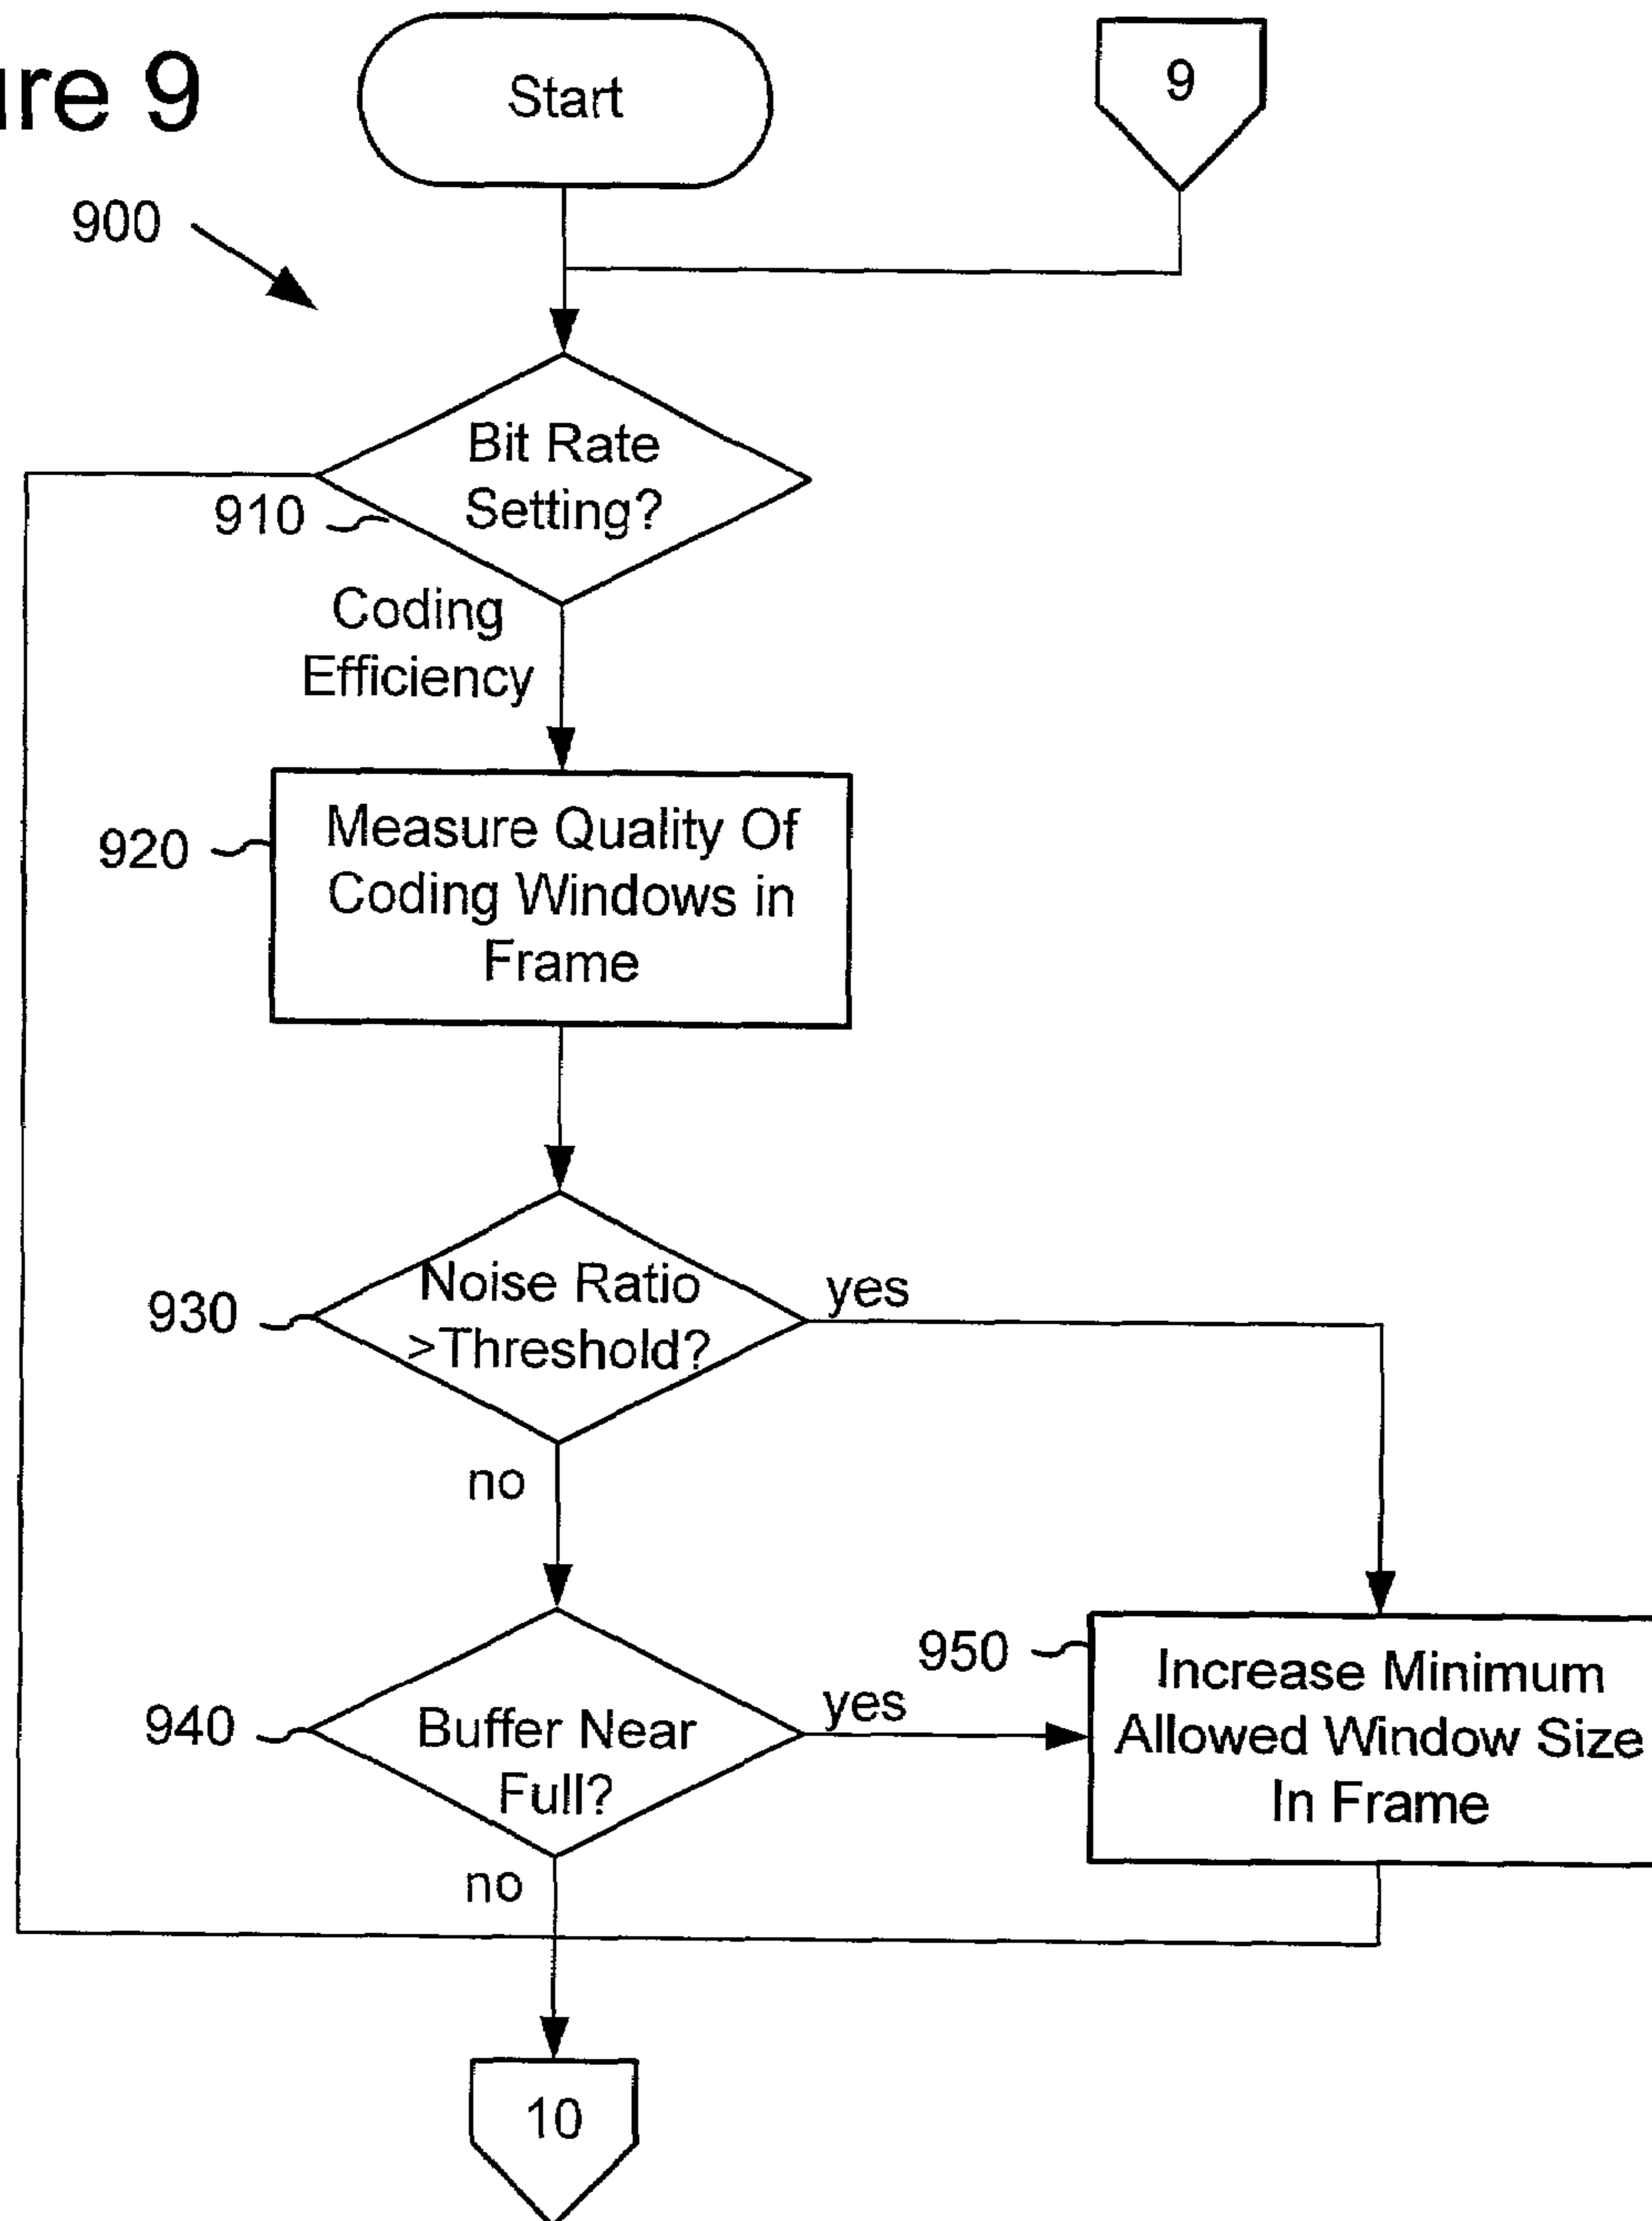 ure 9
Start
9
900
Bit Rate
Setting?
910
Coding
Efficiency
920
Measure Quality Of
Coding Windows in
Frame
930
Noise Ratio
>Threshold?
yes
no
940
Buffer Near
Full?
yes
950
Increase Minimum
Allowed Window Size
In Frame
no
10